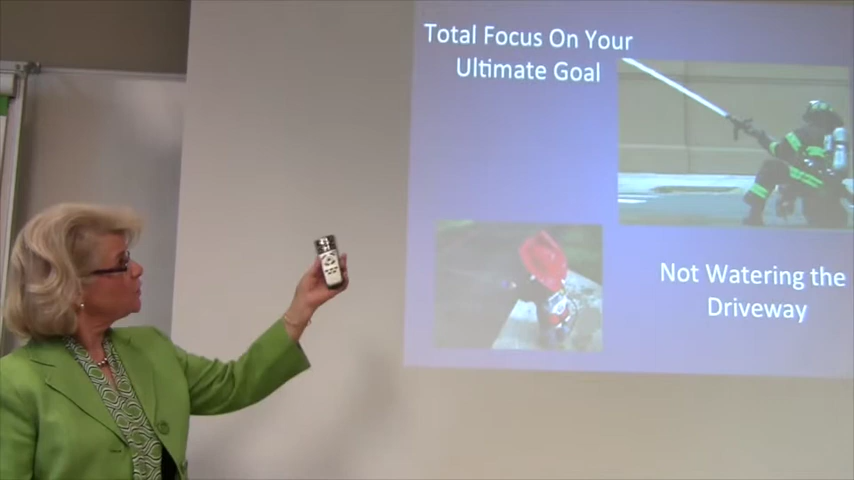 Total Focus On Your
Ultimate Goal
Not Watering the
Driveway